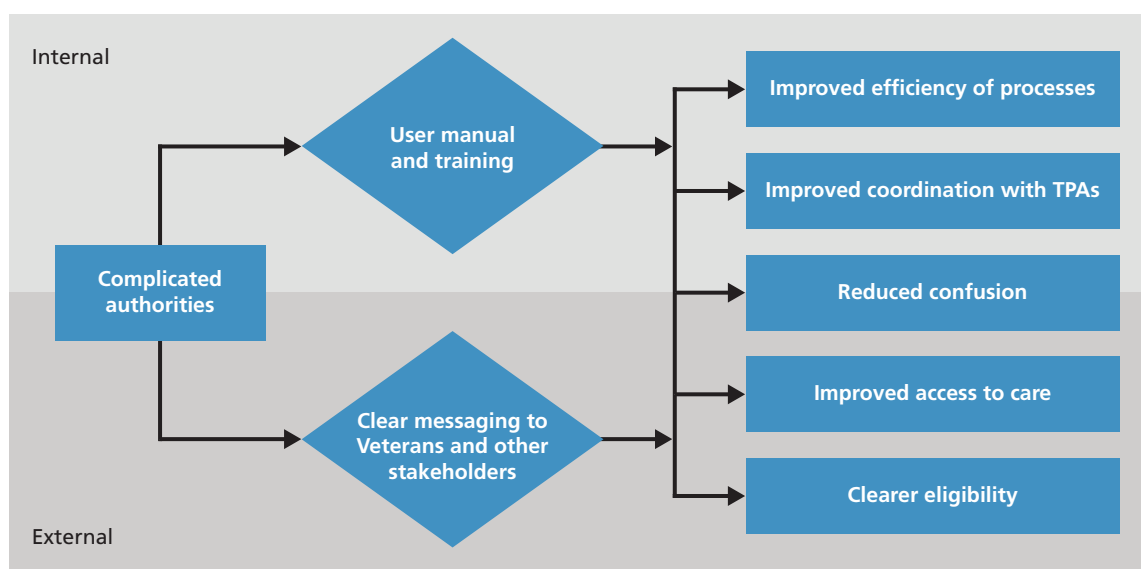 Internal
Complicated
authorities
User manual
and training
Clear messaging to
Veterans and other
stakeholders
Improved efficiency of processes
Improved coordination with TPAs
Reduced confusion
Improved access to care
Clearer eligibility
External